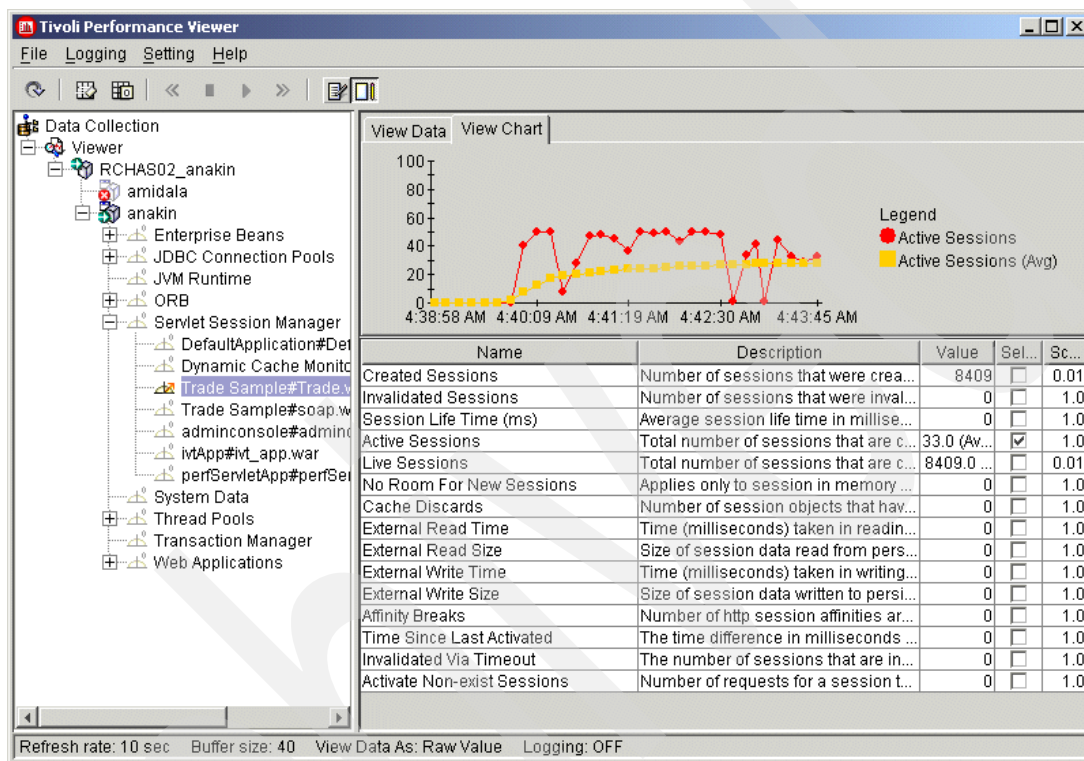 Tivoli Performance Viewer
File Logging Setting Help
Data Collection
Viewer
RCHAS02_anakin
amidala
anakin
Enterprise Beans
JDBC Connection Pools
JVM Runtime
ORB
Servlet Session Manager
DefaultApplication#Def
Dynamic Cache Monito
Trade Sample#Trade.w
Trade Sample#soap.w
adminconsole#adminc
ivtApp#ivt_app.war
perfServletApp#perfSer
System Data
Thread Pools
Transaction Manager
Web Applications
View Data View Chart
100
80
60
40
20
0
4:38:58 AM 4:40:09 AM 4:41:19 AM 4:42:30 AM 4:43:45 AM
Legend
Active Sessions
Active Sessions (Avg)
Name Description Value Sel... Sc...
Created Sessions Number of sessions that were crea... 8409 0.01
Invalidated Sessions Number of sessions that were inval... 0 1.0
Session Life Time (ms) Average session life time in millise... 0 1.0
Active Sessions Total number of sessions that are c... 33.0 (Av... 1.0
Live Sessions Total number of sessions that are c... 8409.0 ... 0.01
No Room For New Sessions Applies only to session in memory ... 0 1.0
Cache Discards Number of session objects that hav... 0 1.0
External Read Time Time (milliseconds) taken in readin... 0 1.0
External Read Size Size of session data read from pers... 0 1.0
External Write Time Time (milliseconds) taken in writing... 0 1.0
External Write Size Size of session data written to persi... 0 1.0
Affinity Breaks Number of http session affinities ar... 0 1.0
Time Since Last Activated The time difference in milliseconds ... 0 1.0
Invalidated Via Timeout The number of sessions that are in... 0 1.0
Activate Non-exist Sessions Number of requests for a session t... 0 1.0
Refresh rate: 10 sec Buffer size: 40 View Data As: Raw Value Logging: OFF